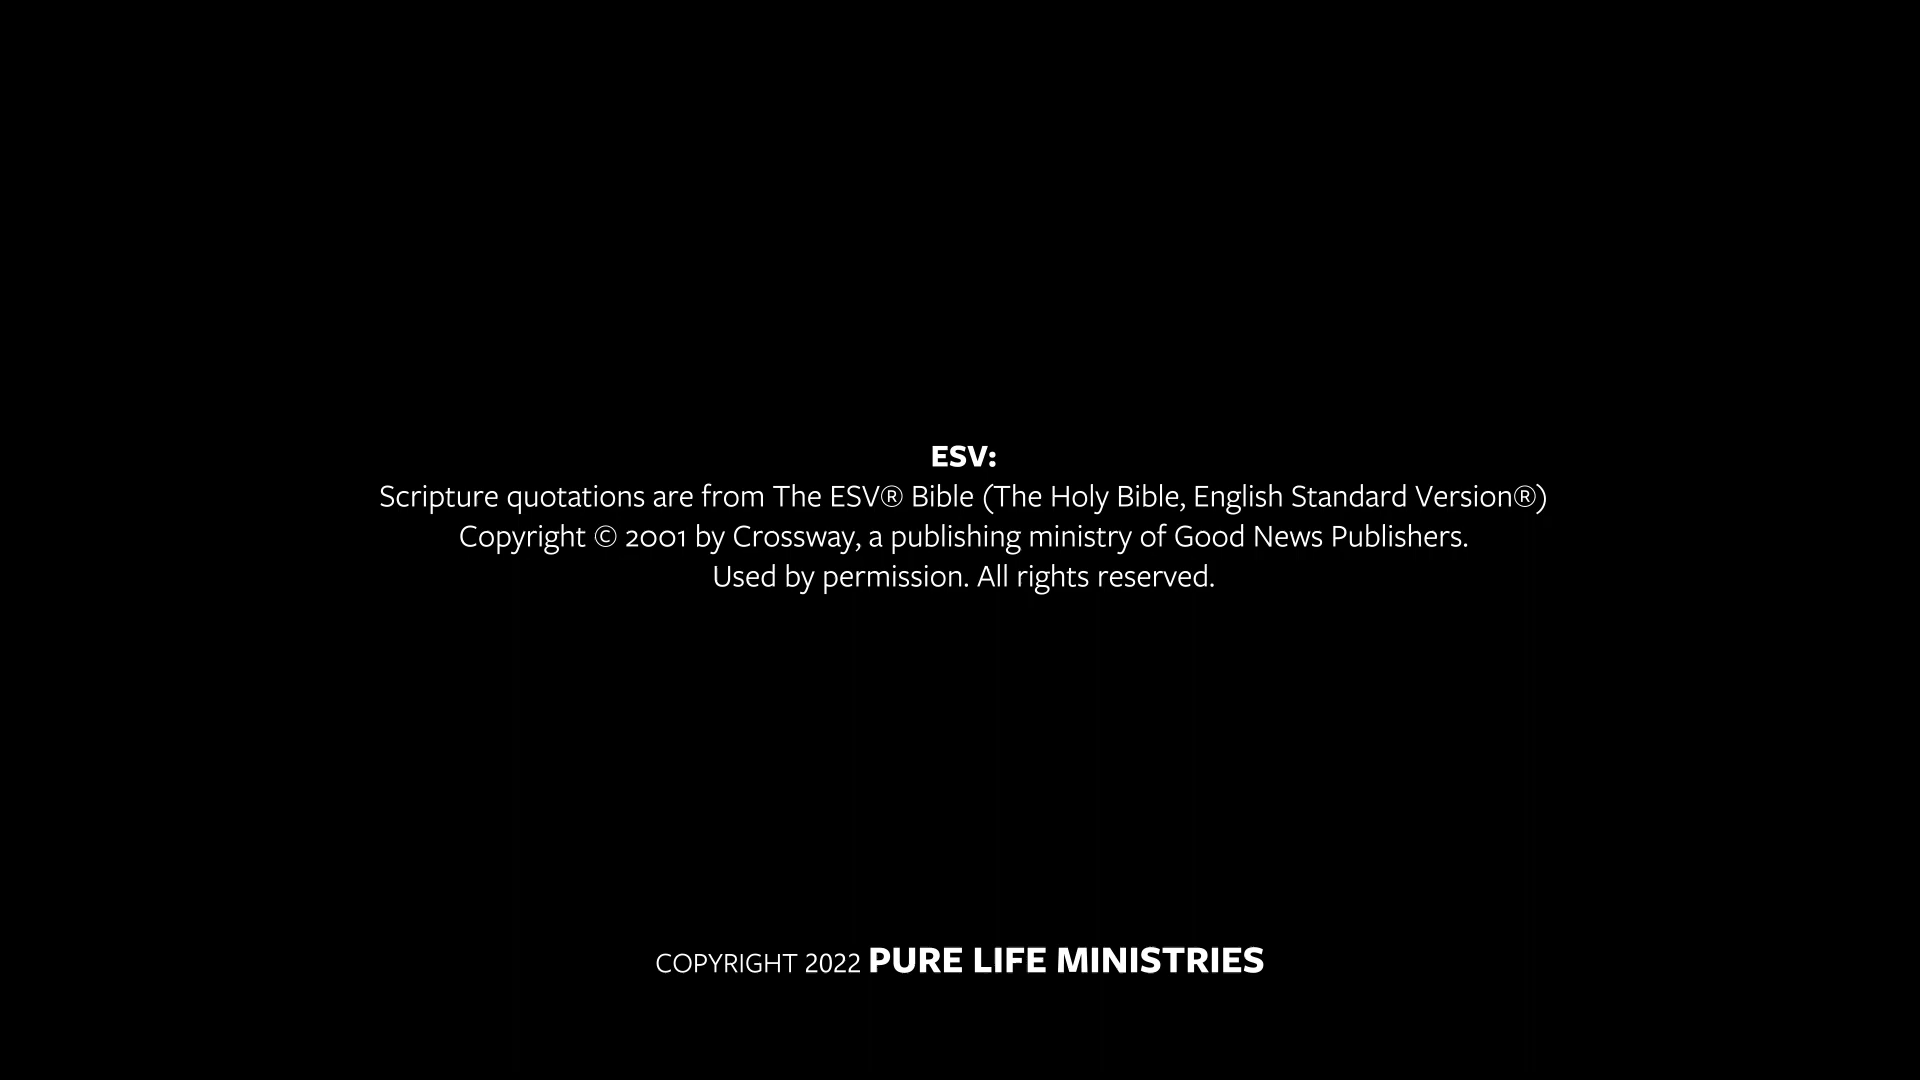 ESV:
Scripture quotations are from The ESV® Bible (The Holy Bible, English Standard Version®)
Copyright © 2001 by Crossway, a publishing ministry of Good News Publishers.
Used by permission. All rights reserved.
COPYRIGHT 2022 PURE LIFE MINISTRIES